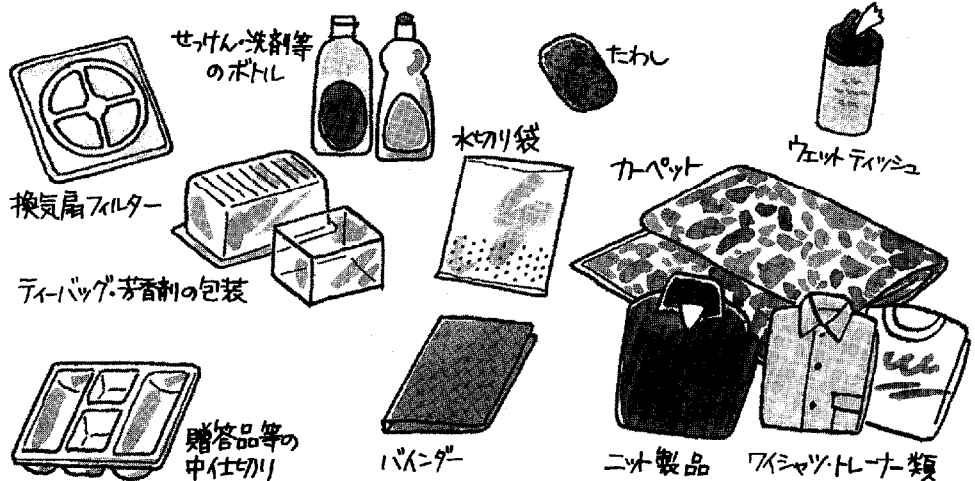 せっけん・洗剤等
のボトル
たわし
ウェットティッシュ
換気扇フィルター
水切り袋
カーペット
ティーバッグ・芳香剤の包装
贈答品等の
中仕切り
バインダー
ニット製品
ワイシャツ・トレーナー類